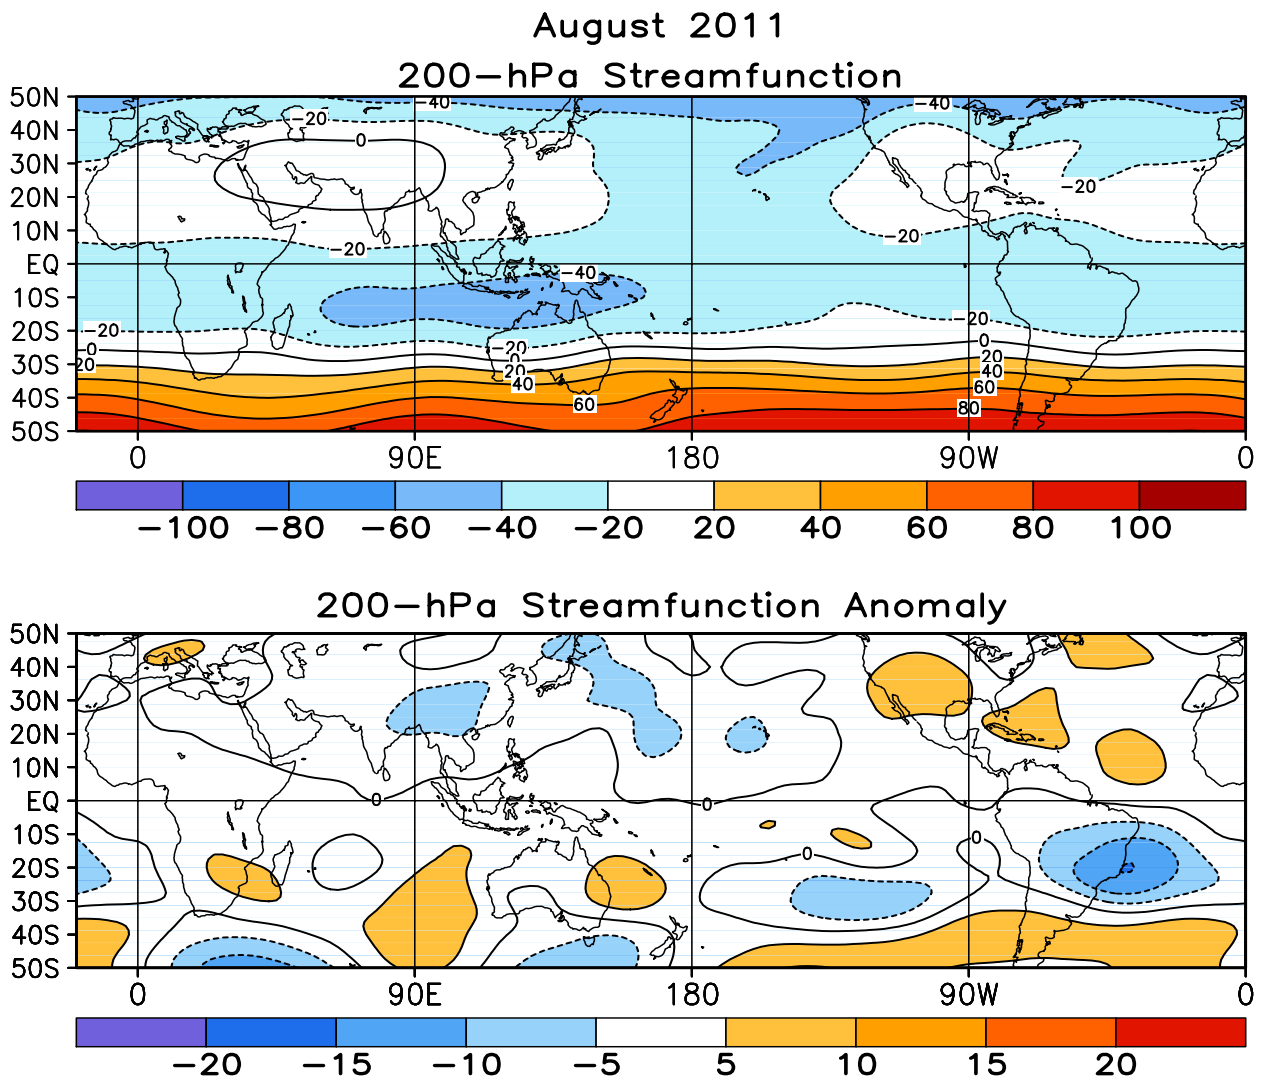 August 2011
200−hPa Streamfunction
50N
40N
30N
20N
10N
EQ
10S
20S
30S
40S
50S
−40
−20
0
−40
−20
−20
−20
−40
−20
−20
0
20
−20
0
20
40
60
−20
0
20
40
60
80
0
90E
180
90W
0
−100 −80 −60 −40 −20 20 40 60 80 100
200−hPa Streamfunction Anomaly
50N
40N
30N
20N
10N
EQ
10S
20S
30S
40S
50S
0
0
0
0
0
90E
180
90W
0
−20 −15 −10 −5 5 10 15 20